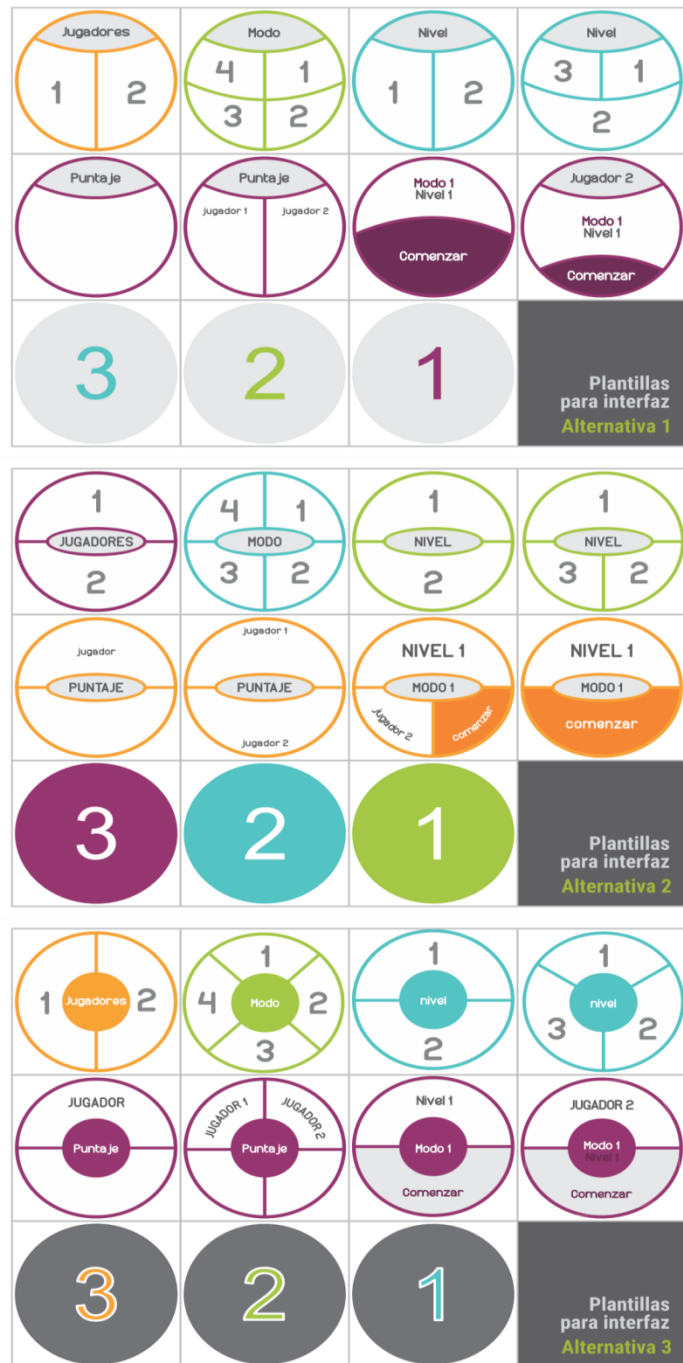 Jugadores
1 2
Modo
4 1
3 2
Nivel
1 2
Nivel
3 1
2
Puntaje
Puntaje
jugador 1 jugador 2
Modo 1
Nivel 1
Comenzar
Jugador 2
Modo 1
Nivel 1
Comenzar
3
2
1
Plantillas
para interfaz
Alternativa 1
1
JUGADORES
2
4 1
MODO
3 2
1
NIVEL
2
1
NIVEL
3 2
jugador
PUNTAJE
jugador 1
PUNTAJE
jugador 2
NIVEL 1
MODO 1
Jugador 2
comenzar
NIVEL 1
MODO 1
comenzar
3
2
1
Plantillas
para interfaz
Alternativa 2
1 Jugadores 2
1
4 Modo 2
3
1
nivel
2
1
nivel
3 2
JUGADOR
Puntaje
JUGADOR 1 JUGADOR 2
Puntaje
Nivel 1
Modo 1
Comenzar
JUGADOR 2
Modo 1
Nivel 1
Comenzar
3
2
1
Plantillas
para interfaz
Alternativa 3